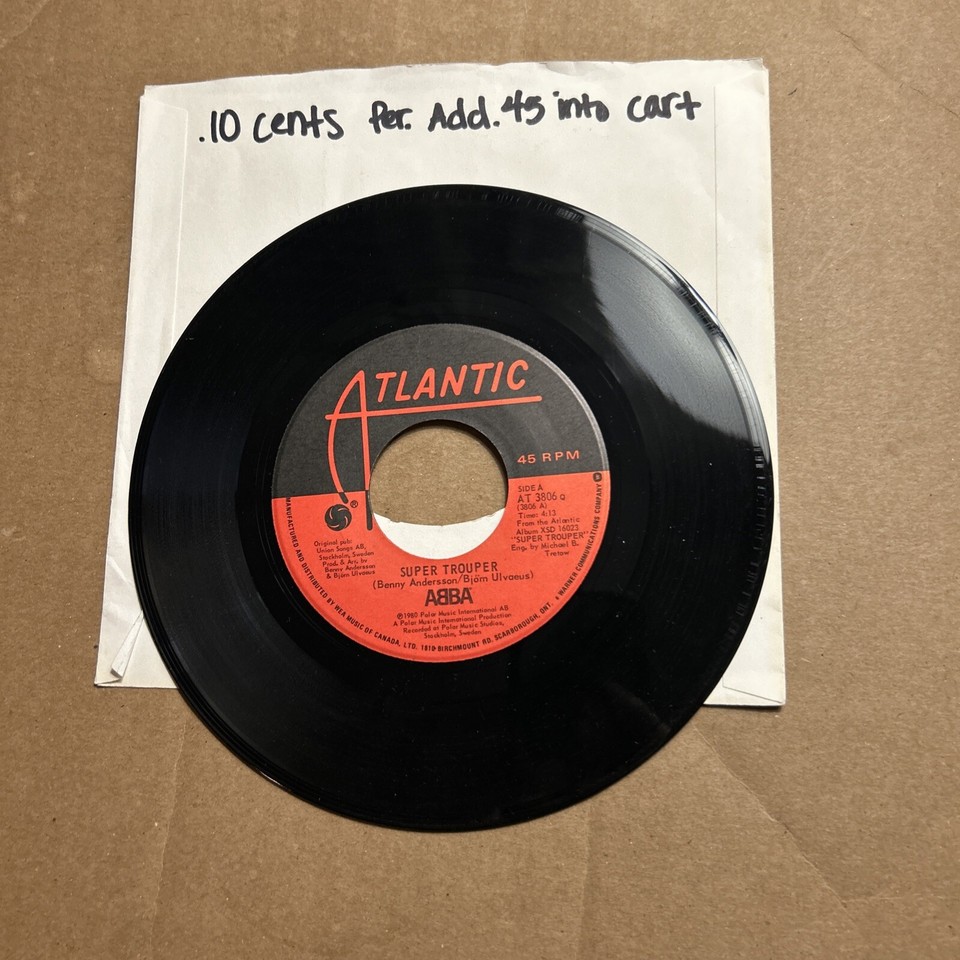 .10 cents per. Add. 45 into cart
ATLANTIC
®
45 RPM
SIDE A
AT 3806 a
(3806 A)
Time: 4:13
From the Atlantic
Album XSD 16023
"SUPER TROUPER"
Eng. by Michael B.
Tretow
Original pub:
Union Songs AB,
Stockholm, Sweden
Prod. & Arr. by
Benny Andersson
& Björn Ulvaeus
SUPER TROUPER
(Benny Andersson/Björn Ulvaeus)
ABBA
℗1980 Polar Music International AB
A Polar Music International Production
Recorded at Polar Music Studios,
Stockholm, Sweden
MANUFACTURED AND DISTRIBUTED BY WEA MUSIC OF CANADA, LTD. 1810 BIRCHMOUNT RD. SCARBOROUGH, ONT. A WARNER COMMUNICATIONS COMPANY